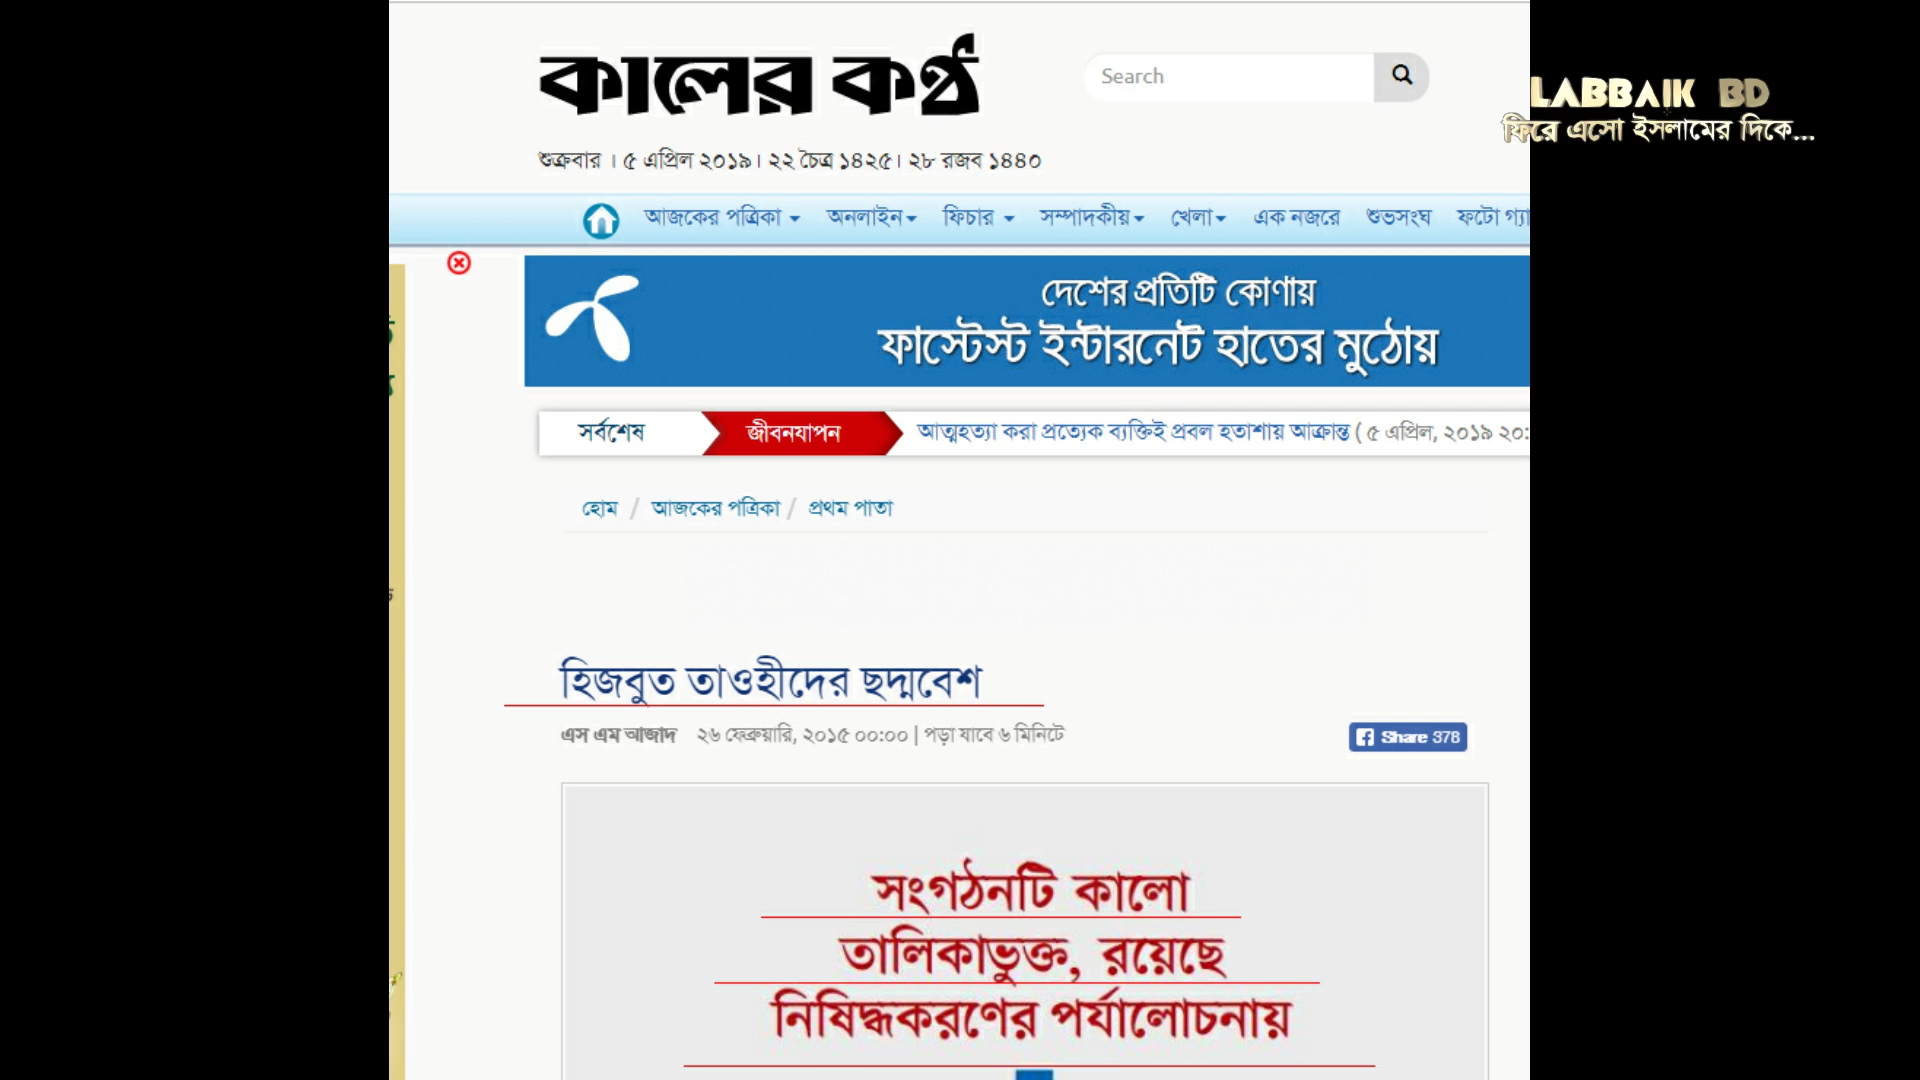 কালের কণ্ঠ
Search
LABBAIK BD
ফিরে এসো ইসলামের দিকে...
শুক্রবার । ৫ এপ্রিল ২০১৯। ২২ চৈত্র ১৪২৫। ২৮ রজব ১৪৪০
আজকের পত্রিকা অনলাইন ফিচার সম্পাদকীয় খেলা এক নজরে শুভসংঘ ফটো গ্যা
দেশের প্রতিটি কোণায়
ফাস্টেস্ট ইন্টারনেট হাতের মুঠোয়
সর্বশেষ জীবনযাপন আত্মহত্যা করা প্রত্যেক ব্যক্তিই প্রবল হতাশায় আক্রান্ত ( ৫ এপ্রিল, ২০১৯ ২০:
হোম / আজকের পত্রিকা / প্রথম পাতা
হিজবুত তাওহীদের ছদ্মবেশ
এস এম আজাদ ২৬ ফেব্রুয়ারি, ২০১৫ ০০:০০ | পড়া যাবে ৬ মিনিটে
Share 378
সংগঠনটি কালো
তালিকাভুক্ত, রয়েছে
নিষিদ্ধকরণের পর্যালোচনায়